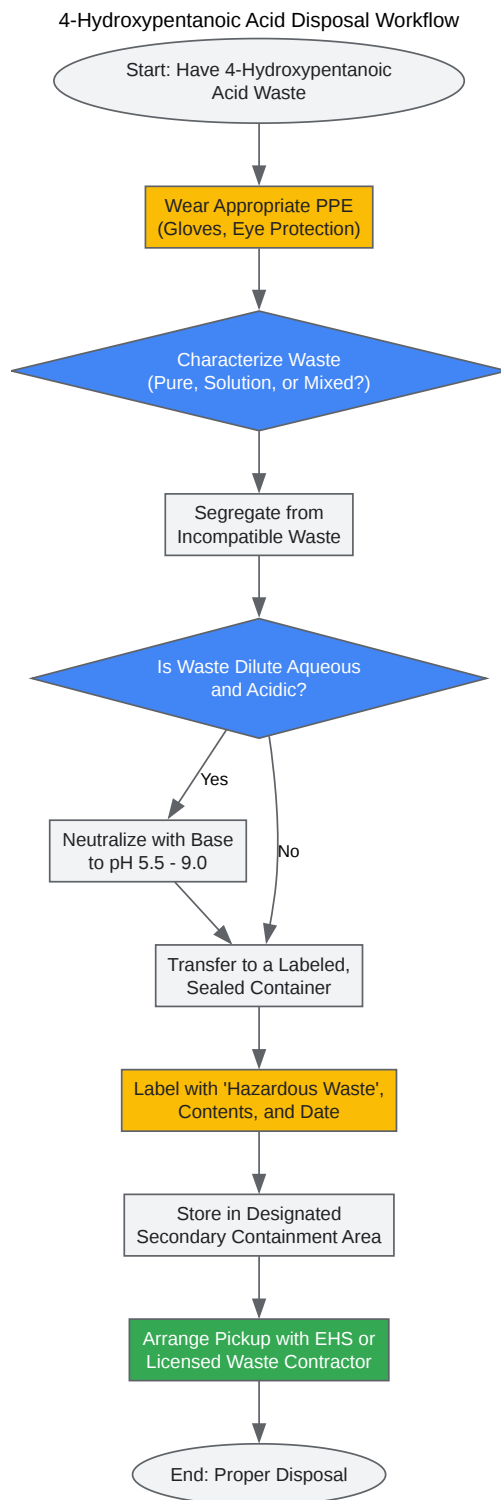 4-Hydroxypentanoic Acid Disposal Workflow
Start: Have 4-Hydroxypentanoic
Acid Waste
Wear Appropriate PPE
(Gloves, Eye Protection)
Characterize Waste
(Pure, Solution, or Mixed?)
Segregate from
Incompatible Waste
Is Waste Dilute Aqueous
and Acidic?
Yes
Neutralize with Base
to pH 5.5 - 9.0
No
Transfer to a Labeled,
Sealed Container
Label with 'Hazardous Waste',
Contents, and Date
Store in Designated
Secondary Containment Area
Arrange Pickup with EHS or
Licensed Waste Contractor
End: Proper Disposal